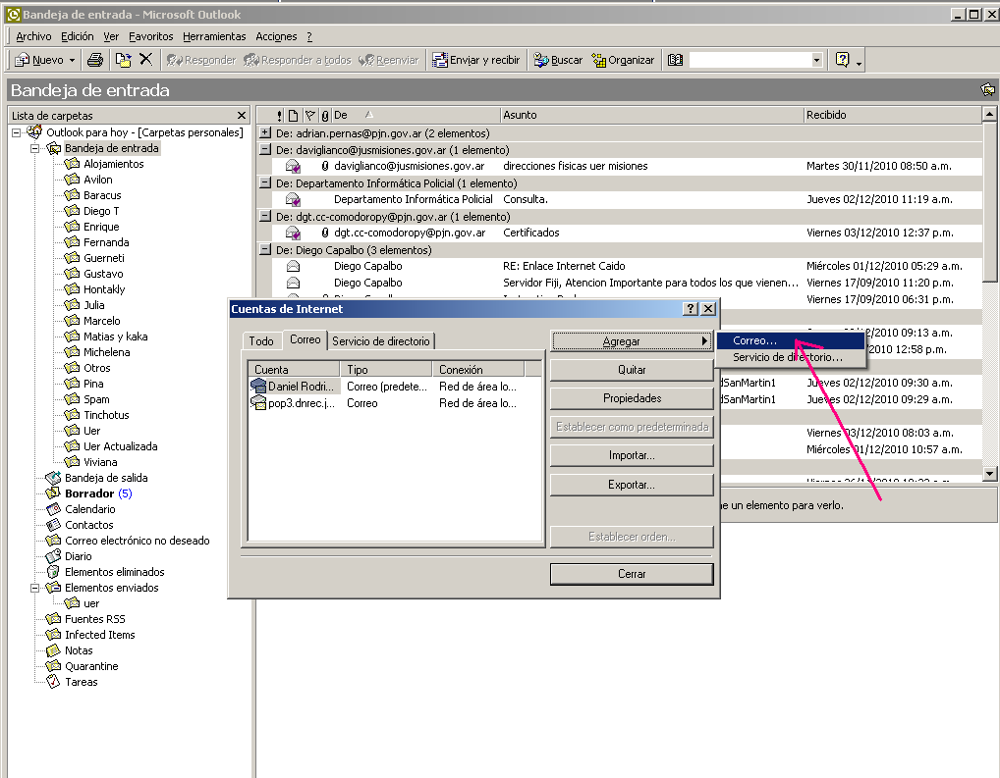 Bandeja de entrada - Microsoft Outlook
Archivo Edición Ver Favoritos Herramientas Acciones ?
Nuevo Responder Responder a todos Reenviar Enviar y recibir Buscar Organizar
Bandeja de entrada
Lista de carpetas
Outlook para hoy - [Carpetas personales]
Bandeja de entrada
Alojamientos
Avilon
Baracus
Diego T
Enrique
Fernanda
Guerneti
Gustavo
Hontakly
Julia
Marcelo
Matias y kaka
Michelena
Otros
Pina
Spam
Tinchotus
Uer
Uer Actualizada
Viviana
Bandeja de salida
Borrador (5)
Calendario
Contactos
Correo electrónico no deseado
Diario
Elementos eliminados
Elementos enviados
uer
Fuentes RSS
Infected Items
Notas
Quarantine
Tareas
De Asunto Recibido
De: adrian.pernas@pjn.gov.ar (2 elementos)
De: daviglianco@jusmisiones.gov.ar (1 elemento)
daviglianco@jusmisiones.gov.ar direcciones fisicas uer misiones Martes 30/11/2010 08:50 a.m.
De: Departamento Informática Policial (1 elemento)
Departamento Informática Policial Consulta. Jueves 02/12/2010 11:19 a.m.
De: dgt.cc-comodoropy@pjn.gov.ar (1 elemento)
dgt.cc-comodoropy@pjn.gov.ar Certificados Viernes 03/12/2010 12:37 p.m.
De: Diego Capalbo (3 elementos)
Diego Capalbo RE: Enlace Internet Caido Miércoles 01/12/2010 05:29 a.m.
Diego Capalbo Servidor Fiji, Atencion Importante para todos los que vienen... Viernes 17/09/2010 11:20 p.m.
Viernes 17/09/2010 06:31 p.m.
2/2010 09:13 a.m.
/2010 12:58 p.m.
dSanMartin1 Jueves 02/12/2010 09:30 a.m.
dSanMartin1 Jueves 02/12/2010 09:29 a.m.
Viernes 03/12/2010 08:03 a.m.
Miércoles 01/12/2010 10:57 a.m.
ne un elemento para verlo.
Cuentas de Internet
Todo Correo Servicio de directorio
Cuenta Tipo Conexión
Daniel Rodri... Correo (predete... Red de área lo...
pop3.dnrec.j... Correo Red de área lo...
Agregar
Quitar
Propiedades
Establecer como predeterminada
Importar...
Exportar...
Establecer orden...
Cerrar
Correo...
Servicio de directorio...